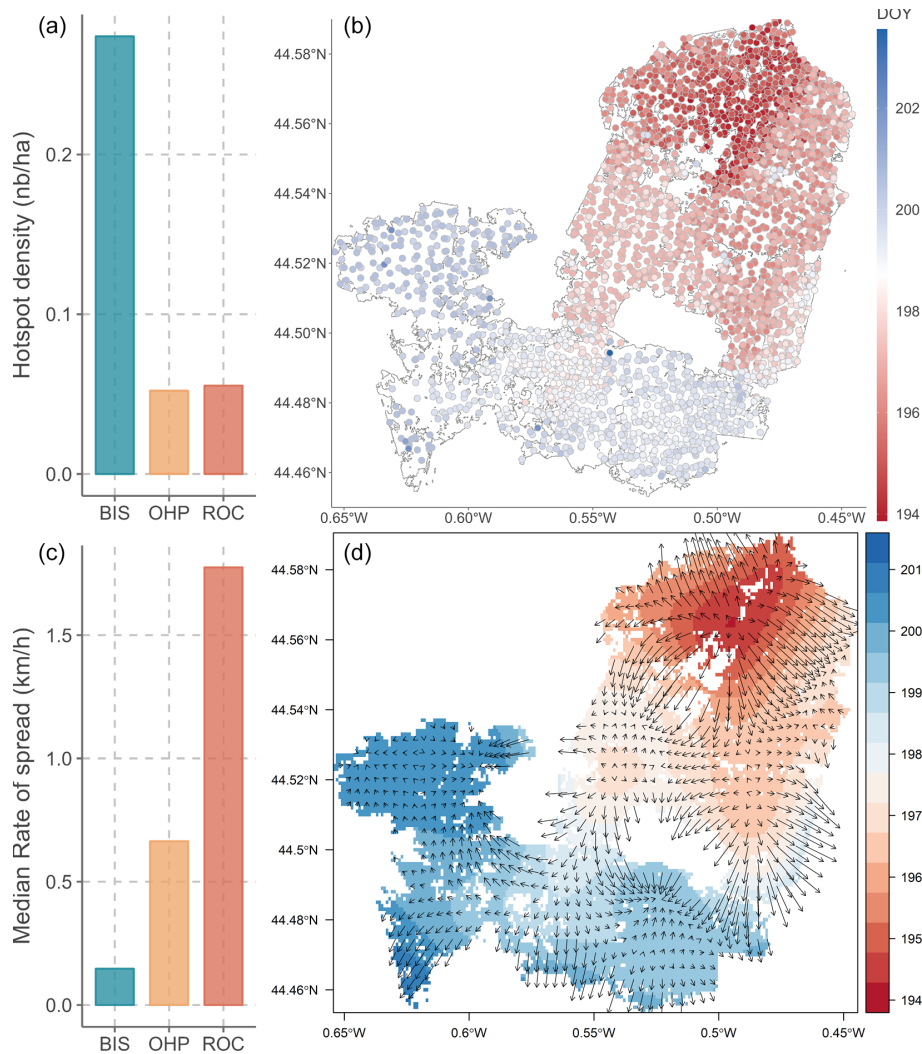 (a)
Hotspot density (nb/ha)
0.2
0.1
0.0
BIS OHP ROC
(b)
44.58°N
44.56°N
44.54°N
44.52°N
44.50°N
44.48°N
44.46°N
0.65°W 0.60°W 0.55°W 0.50°W 0.45°W
DOY
202
200
198
196
194
(c)
Median Rate of spread (km/h)
1.5
1.0
0.5
0.0
BIS OHP ROC
(d)
44.58°N
44.56°N
44.54°N
44.52°N
44.5°N
44.48°N
44.46°N
0.65°W 0.6°W 0.55°W 0.5°W 0.45°W
201
200
199
198
197
196
195
194